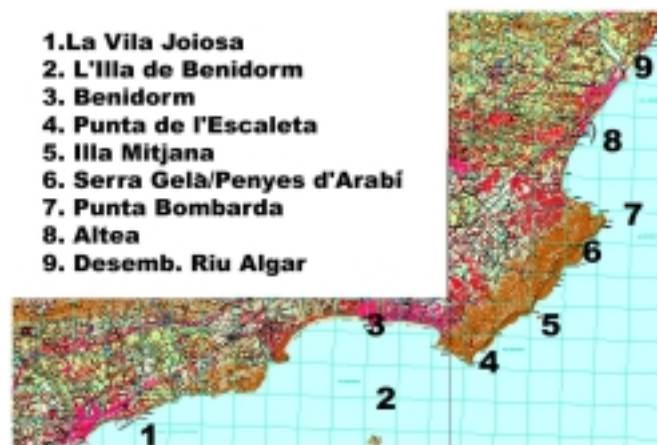 1.La Vila Joiosa
2. L'Illa de Benidorm
3. Benidorm
4. Punta de l'Escaleta
5. Illa Mitjana
6. Serra Gelà/Penyes d'Arabí
7. Punta Bombarda
8. Altea
9. Desemb. Riu Algar
9
8
7
6
5
3
4
2
1